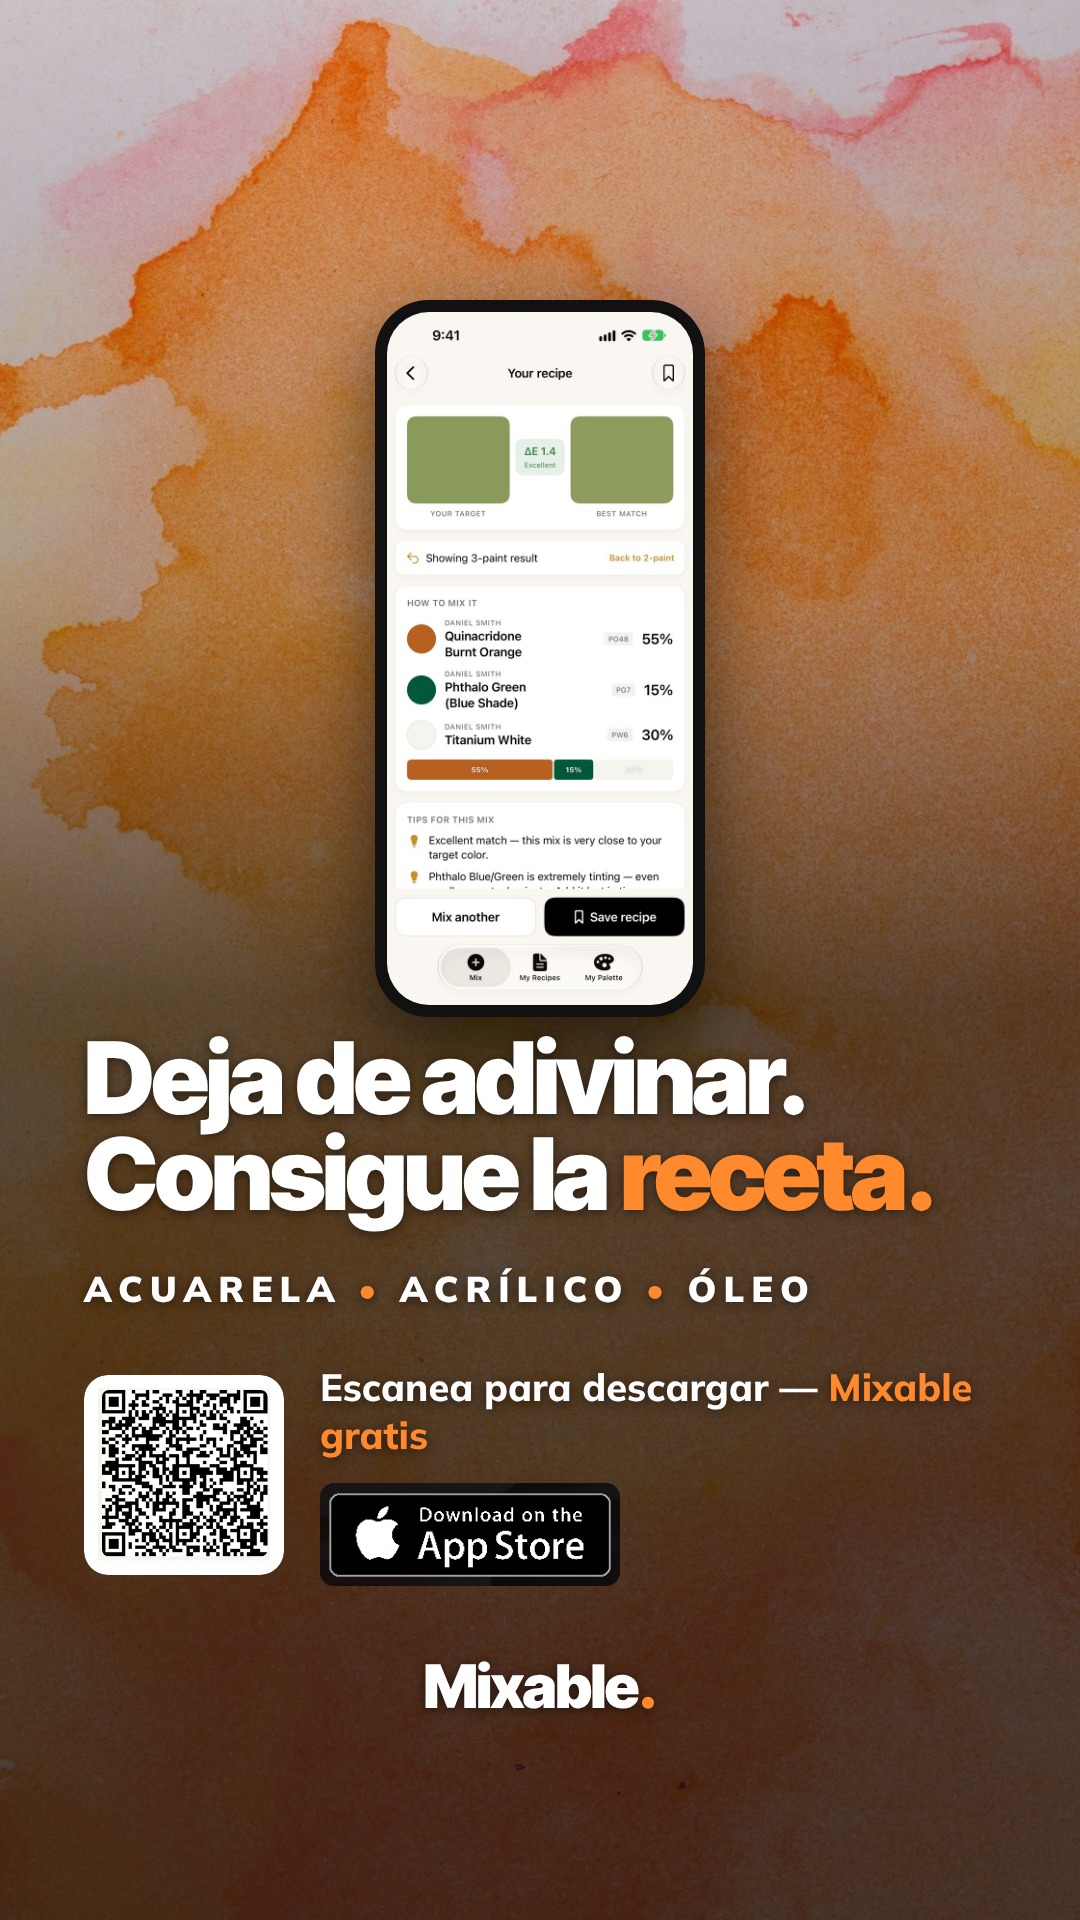 9:41
Your recipe
ΔE 1.4
Excellent
YOUR TARGET
BEST MATCH
Showing 3-paint result
Back to 2-paint
HOW TO MIX IT
DANIEL SMITH
Quinacridone
Burnt Orange
PO48
55%
DANIEL SMITH
Phthalo Green
(Blue Shade)
PG7
15%
DANIEL SMITH
Titanium White
PW6
30%
55%
15%
TIPS FOR THIS MIX
Excellent match — this mix is very close to your
target color.
Phthalo Blue/Green is extremely tinting — even
Mix another
Save recipe
Mix
My Recipes
My Palette
Deja de adivinar.
Consigue la receta.
ACUARELA • ACRÍLICO • ÓLEO
Escanea para descargar — Mixable
gratis
Download on the
App Store
Mixable.